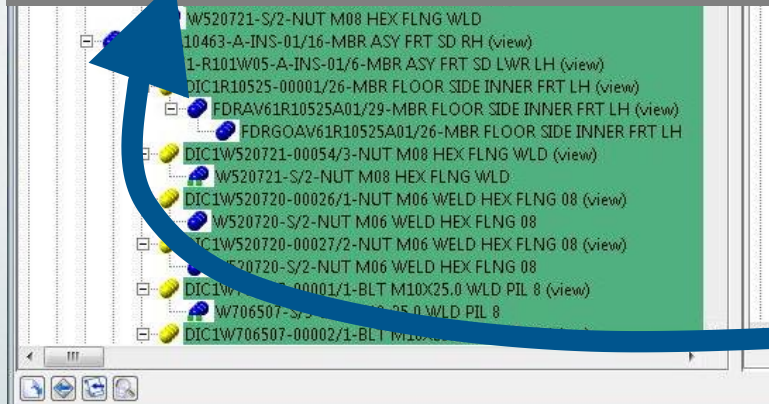 W520721-S/2-NUT M08 HEX FLNG WLD
10463-A-INS-01/16-MBR ASY FRT SD RH (view)
1-R101W05-A-INS-01/6-MBR ASY FRT SD LWR LH (view)
DIC1R10525-00001/26-MBR FLOOR SIDE INNER FRT LH (view)
FDRAV61R10525A01/29-MBR FLOOR SIDE INNER FRT LH (view)
FDRGOAV61R10525A01/26-MBR FLOOR SIDE INNER FRT LH
DIC1W520721-00054/3-NUT M08 HEX FLNG WLD (view)
W520721-S/2-NUT M08 HEX FLNG WLD
DIC1W520720-00026/1-NUT M06 WELD HEX FLNG 08 (view)
W520720-S/2-NUT M06 WELD HEX FLNG 08
C1W520720-00027/2-NUT M06 WELD HEX FLNG 08 (view)
W520720-S/2-NUT M06 WELD HEX FLNG 08
DIC1W7 00001/1-BLT M10X25.0 WLD PIL 8 (view)
W706507-S/ 25.0 WLD PIL 8
DIC1W706507-00002/1-BLT